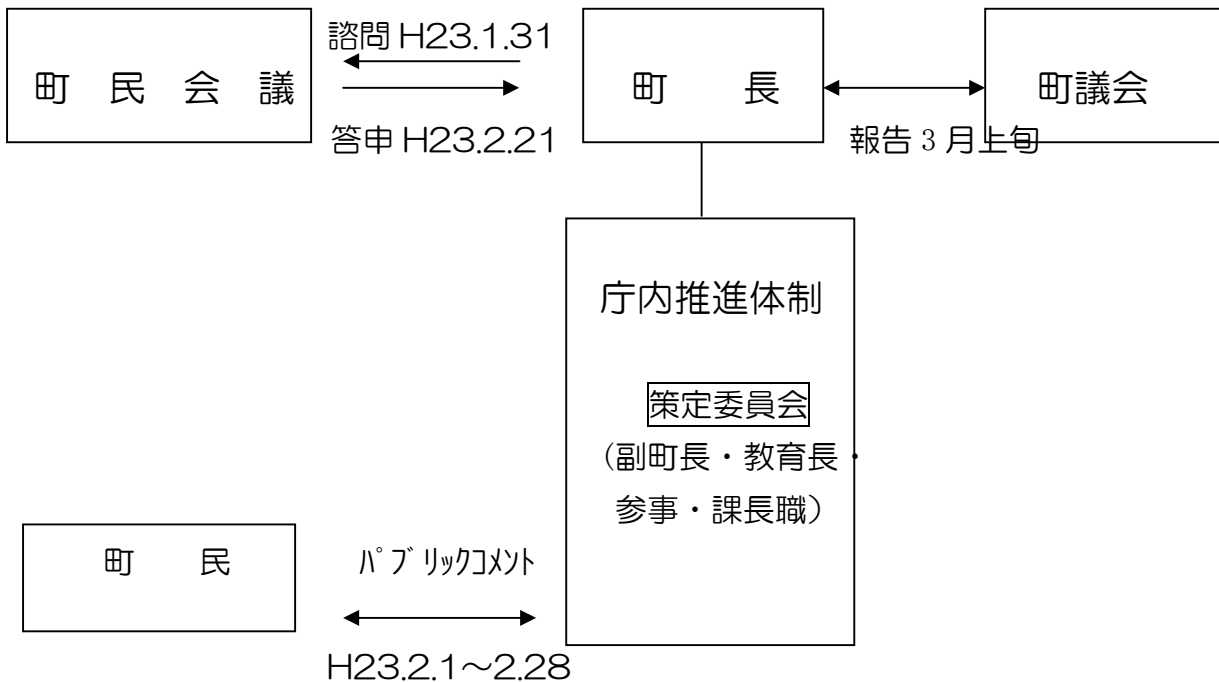 諮問 H23.1.31
町　民　会　議
町　　長
町議会
答申 H23.2.21
報告 3 月上旬
庁内推進体制
策定委員会
（副町長・教育長・
参事・課長職）
町　　民
ﾊﾟﾌﾞﾘｯｸｺﾒﾝﾄ
H23.2.1～2.28